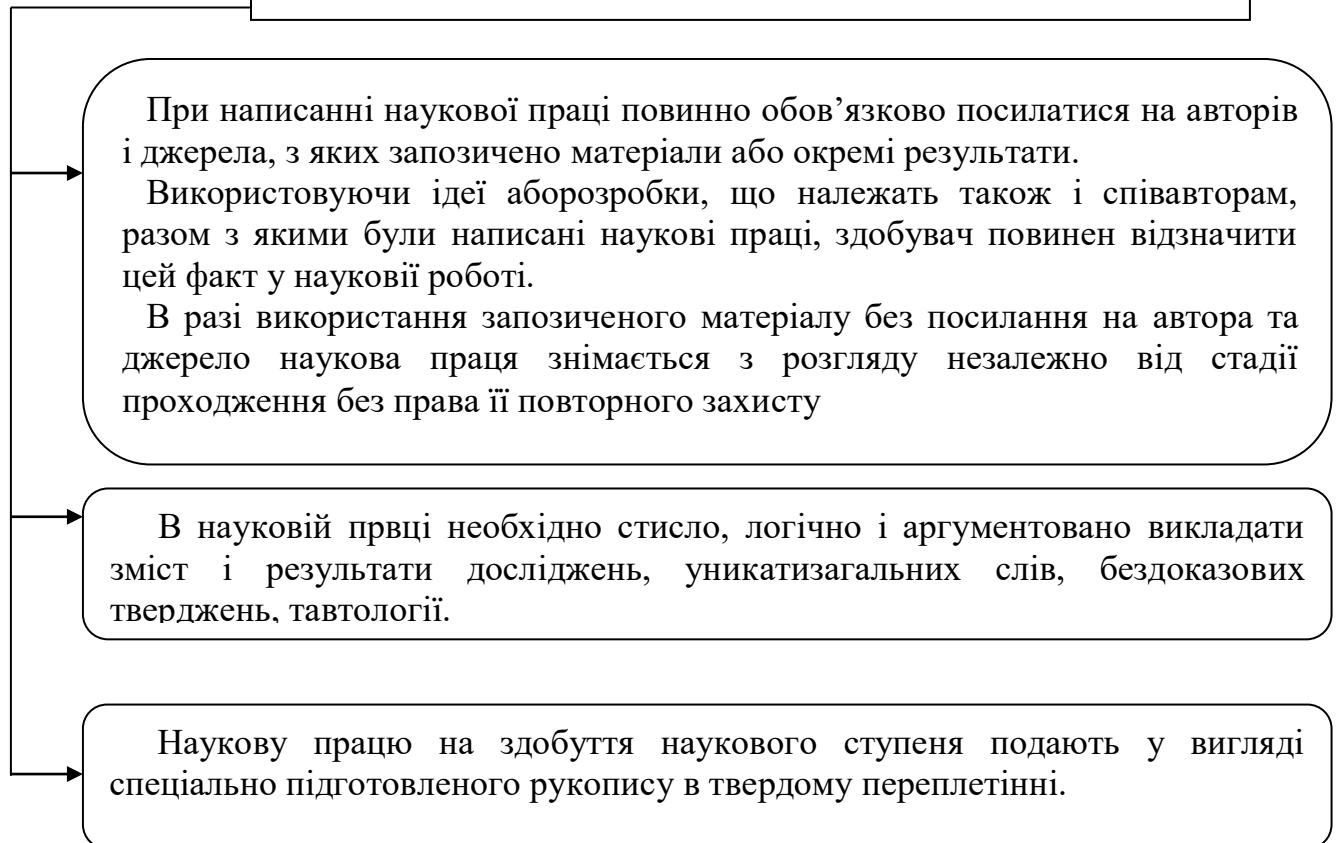 При написанні наукової праці повинно обов’язково посилатися на авторів
і джерела, з яких запозичено матеріали або окремі результати.
Використовуючи ідеї аборозробки, що належать також і співавторам,
разом з якими були написані наукові праці, здобувач повинен відзначити
цей факт у науковії роботі.
В разі використання запозиченого матеріалу без посилання на автора та
джерело наукова праця знімається з розгляду незалежно від стадії
проходження без права її повторного захисту
В науковій првці необхідно стисло, логічно і аргументовано викладати
зміст і результати досліджень, уникатизагальних слів, бездоказових
тверджень, тавтології.
Наукову працю на здобуття наукового ступеня подають у вигляді
спеціально підготовленого рукопису в твердому переплетінні.